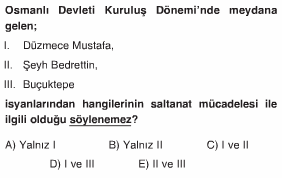 Osmanlı Devleti Kuruluş Dönemi'nde meydana
gelen;
I. Düzmece Mustafa,
II. Şeyh Bedrettin,
III. Buçuktepe
isyanlarından hangilerinin saltanat mücadelesi ile
ilgili olduğu söylenemez?
A) Yalnız I B) Yalnız II C) I ve II
D) I ve III E) II ve III